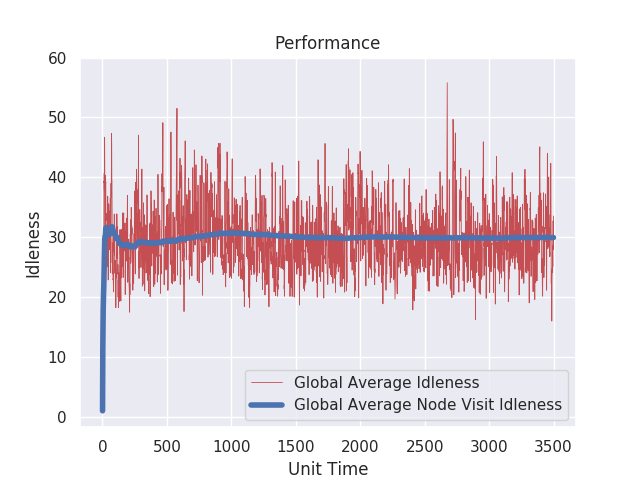 Performance
60
50
40
30
20
10
0
Idleness
Global Average Idleness
Global Average Node Visit Idleness
0 500 1000 1500 2000 2500 3000 3500
Unit Time